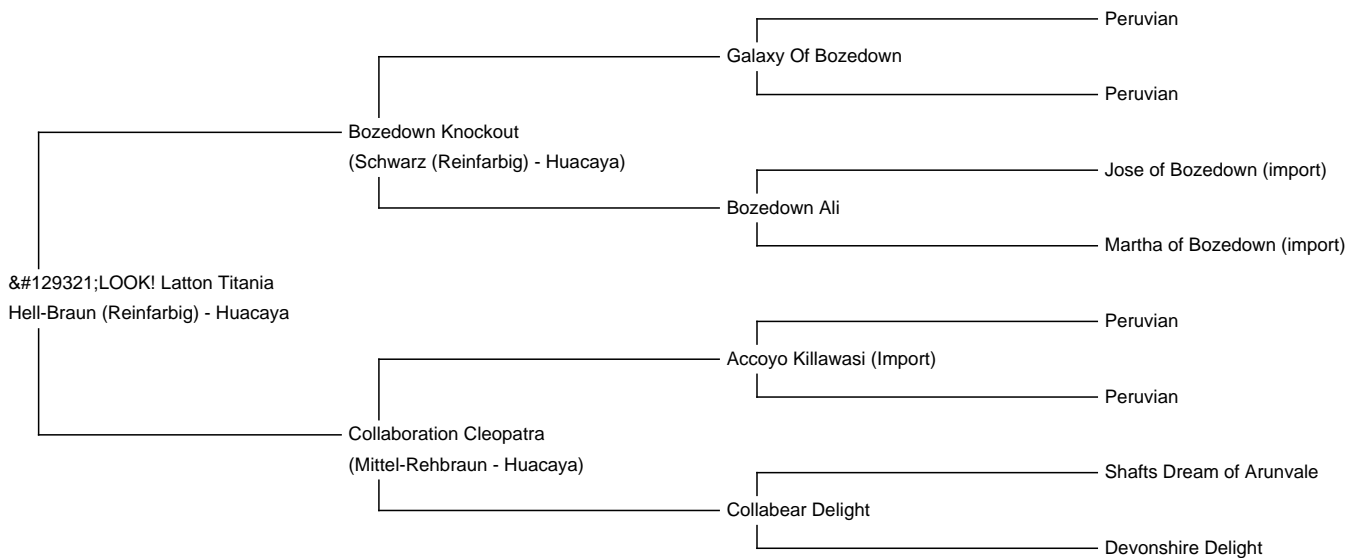 Peruvian
Galaxy Of Bozedown
Peruvian
Bozedown Knockout
(Schwarz (Reinfarbig) - Huacaya)
Jose of Bozedown (import)
Bozedown Ali
Martha of Bozedown (import)
&#129321;LOOK! Latton Titania
Hell-Braun (Reinfarbig) - Huacaya
Peruvian
Accoyo Killawasi (Import)
Peruvian
Collaboration Cleopatra
(Mittel-Rehbraun - Huacaya)
Shafts Dream of Arunvale
Collabear Delight
Devonshire Delight